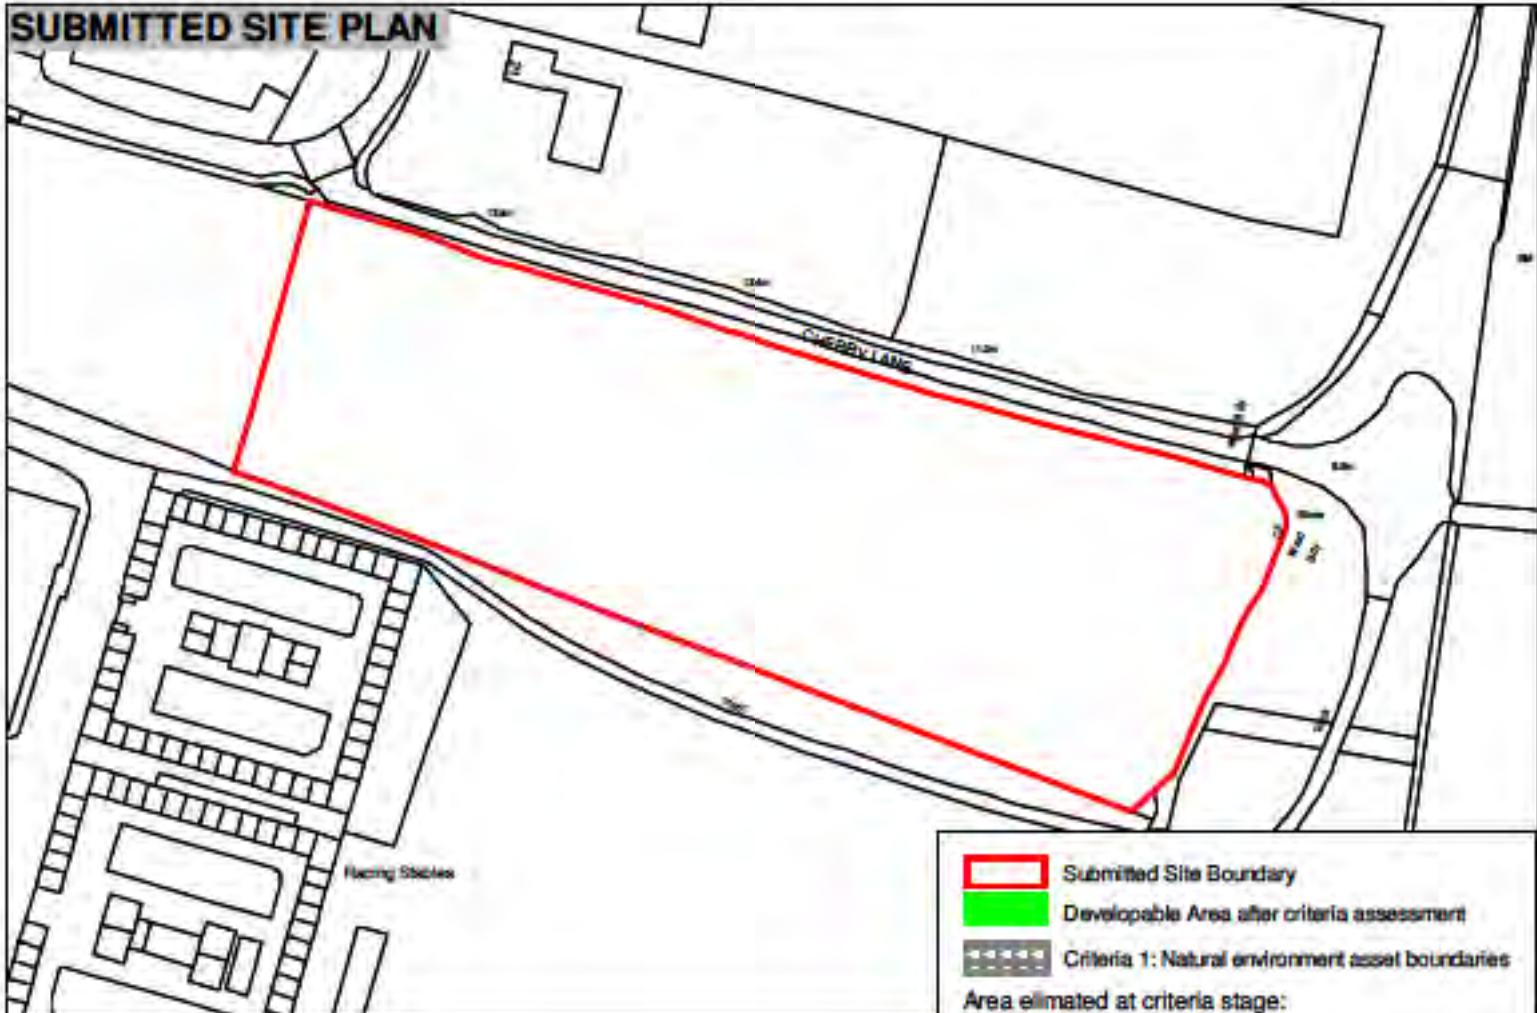 SUBMITTED SITE PLAN
CHERRY LANE
Racing Stables
Submitted Site Boundary
Developable Area after criteria assessment
Criteria 1: Natural environment asset boundaries
Area elimated at criteria stage: